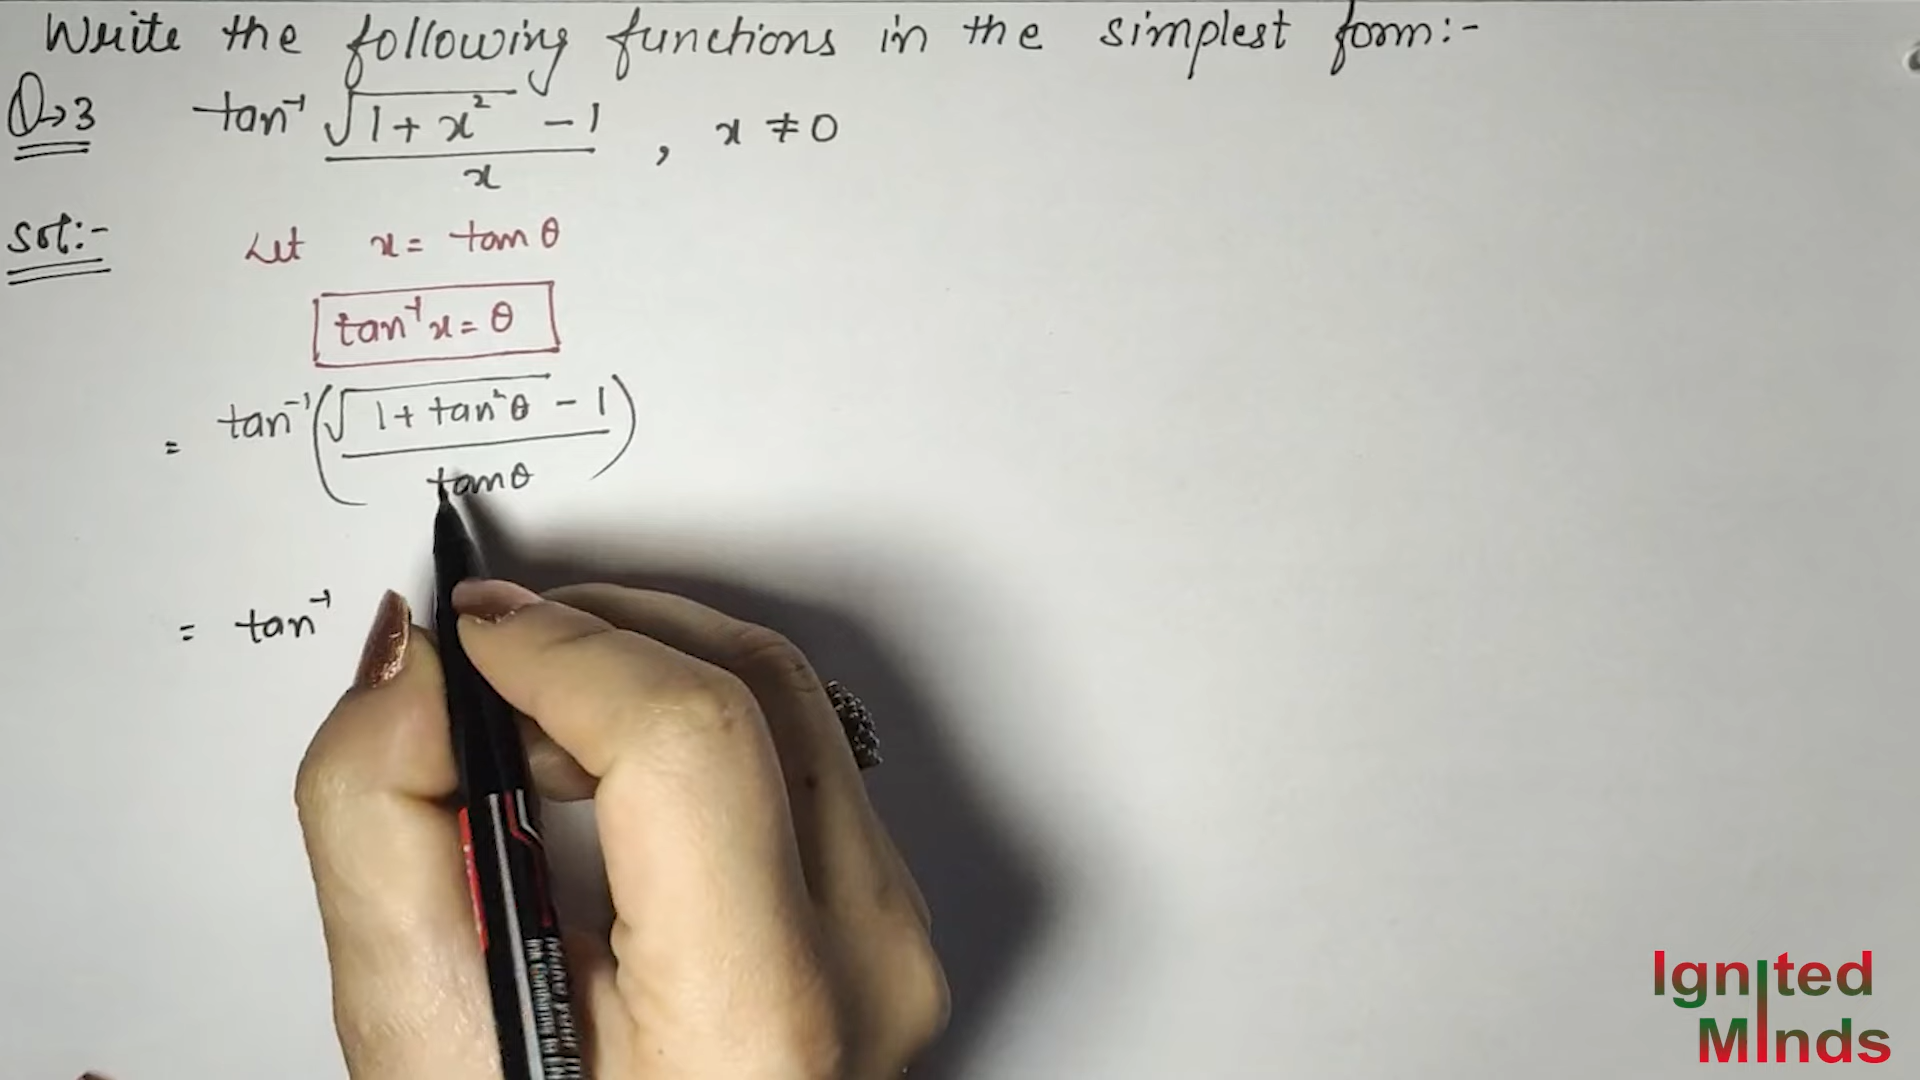 Write the following functions in the simplest form:-
Q→3 tan⁻¹ (√(1+x²) - 1)/x , x ≠ 0
Sol:- Let x = tan θ
tan⁻¹x = θ
= tan⁻¹(√(1+tan²θ) - 1 / tanθ)
= tan⁻¹
Ignited
Minds